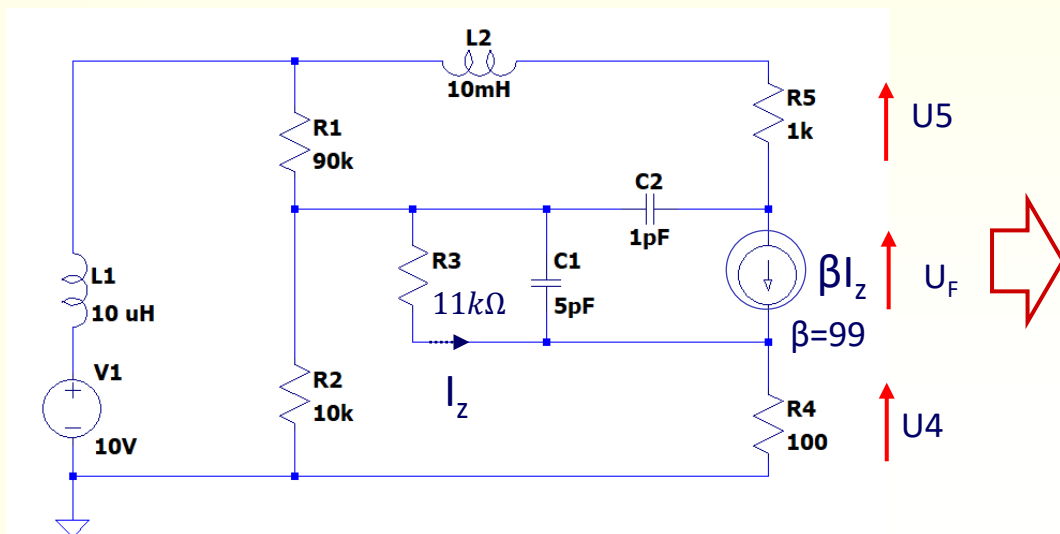 L2
10mH
R5
1k
U5
R1
90k
C2
1pF
R3
11kΩ
C1
5pF
βI_z
β=99
U_F
L1
10 uH
I_z
V1
10V
R2
10k
R4
100
U4